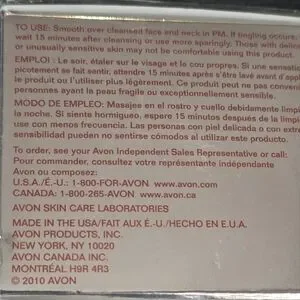 TO USE: Smooth over cleansed face and neck in PM. If tingling occurs,
wait 15 minutes after cleansing or use more sparingly. Those with delic
or unusually sensitive skin may not be comfortable using this product.
EMPLOI : Le soir, étaler sur le visage et le cou propres. Si une sensation
picotement se fait sentir, attendre 15 minutes après s'être lavé avant d'appli
le produit ou l'utiliser plus légèrement. Ce produit peut ne pas conveni
personnes ayant la peau fragile ou exceptionnellement sensible.
MODO DE EMPLEO: Masajee en el rostro y cuello debidamente limpi
la noche. Si siente hormigueo, espere 15 minutos después de la limpi
use con menos frecuencia. Las personas con piel delicada o con extr
sensibilidad pueden no sentirse cómodos al utilizar este producto.
To order, see your Avon Independent Sales Representative or call:
Pour commander, consultez votre représentante indépendante
Avon ou composez:
U.S.A./É.-U.: 1-800-FOR-AVON www.avon.com
CANADA: 1-800-265-AVON www.avon.ca
AVON SKIN CARE LABORATORIES
MADE IN THE USA/FAIT AUX É.-U./HECHO EN E.U.A.
AVON PRODUCTS, INC.
NEW YORK, NY 10020
AVON CANADA INC.
MONTRÉAL H9R 4R3
© 2010 AVON